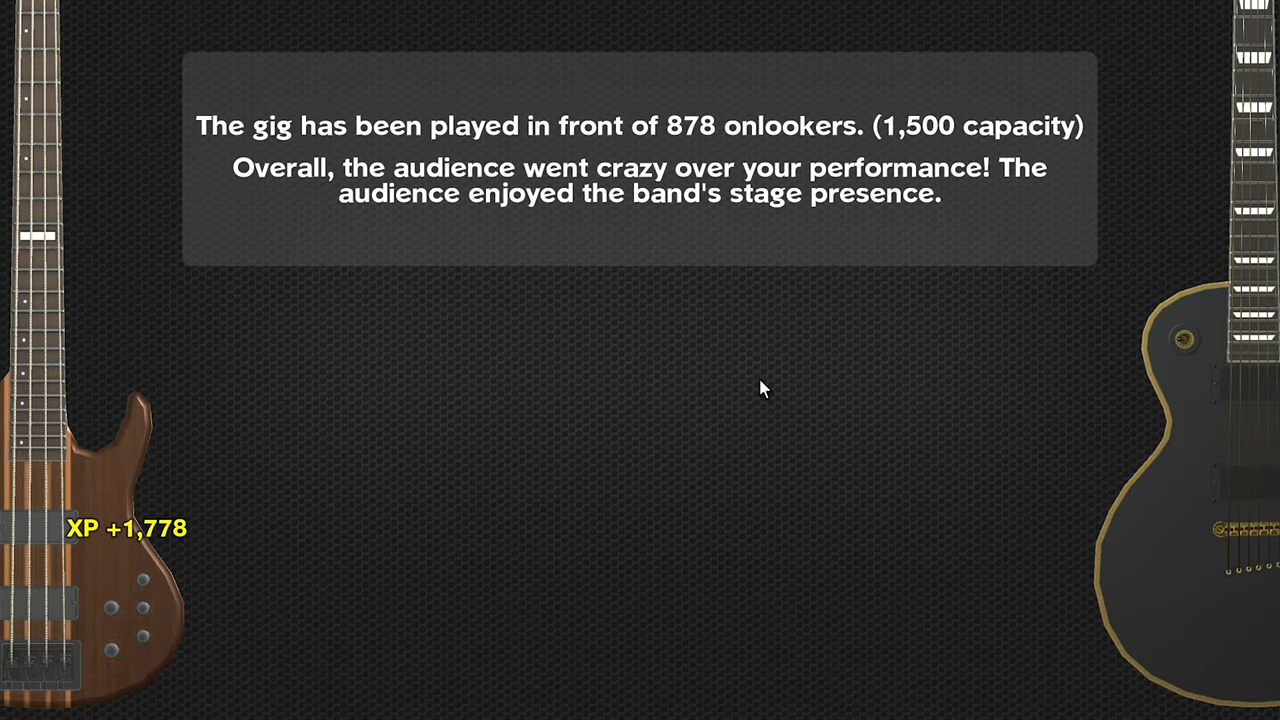 The gig has been played in front of 878 onlookers. (1,500 capacity)
Overall, the audience went crazy over your performance! The
audience enjoyed the band's stage presence.
XP +1,778